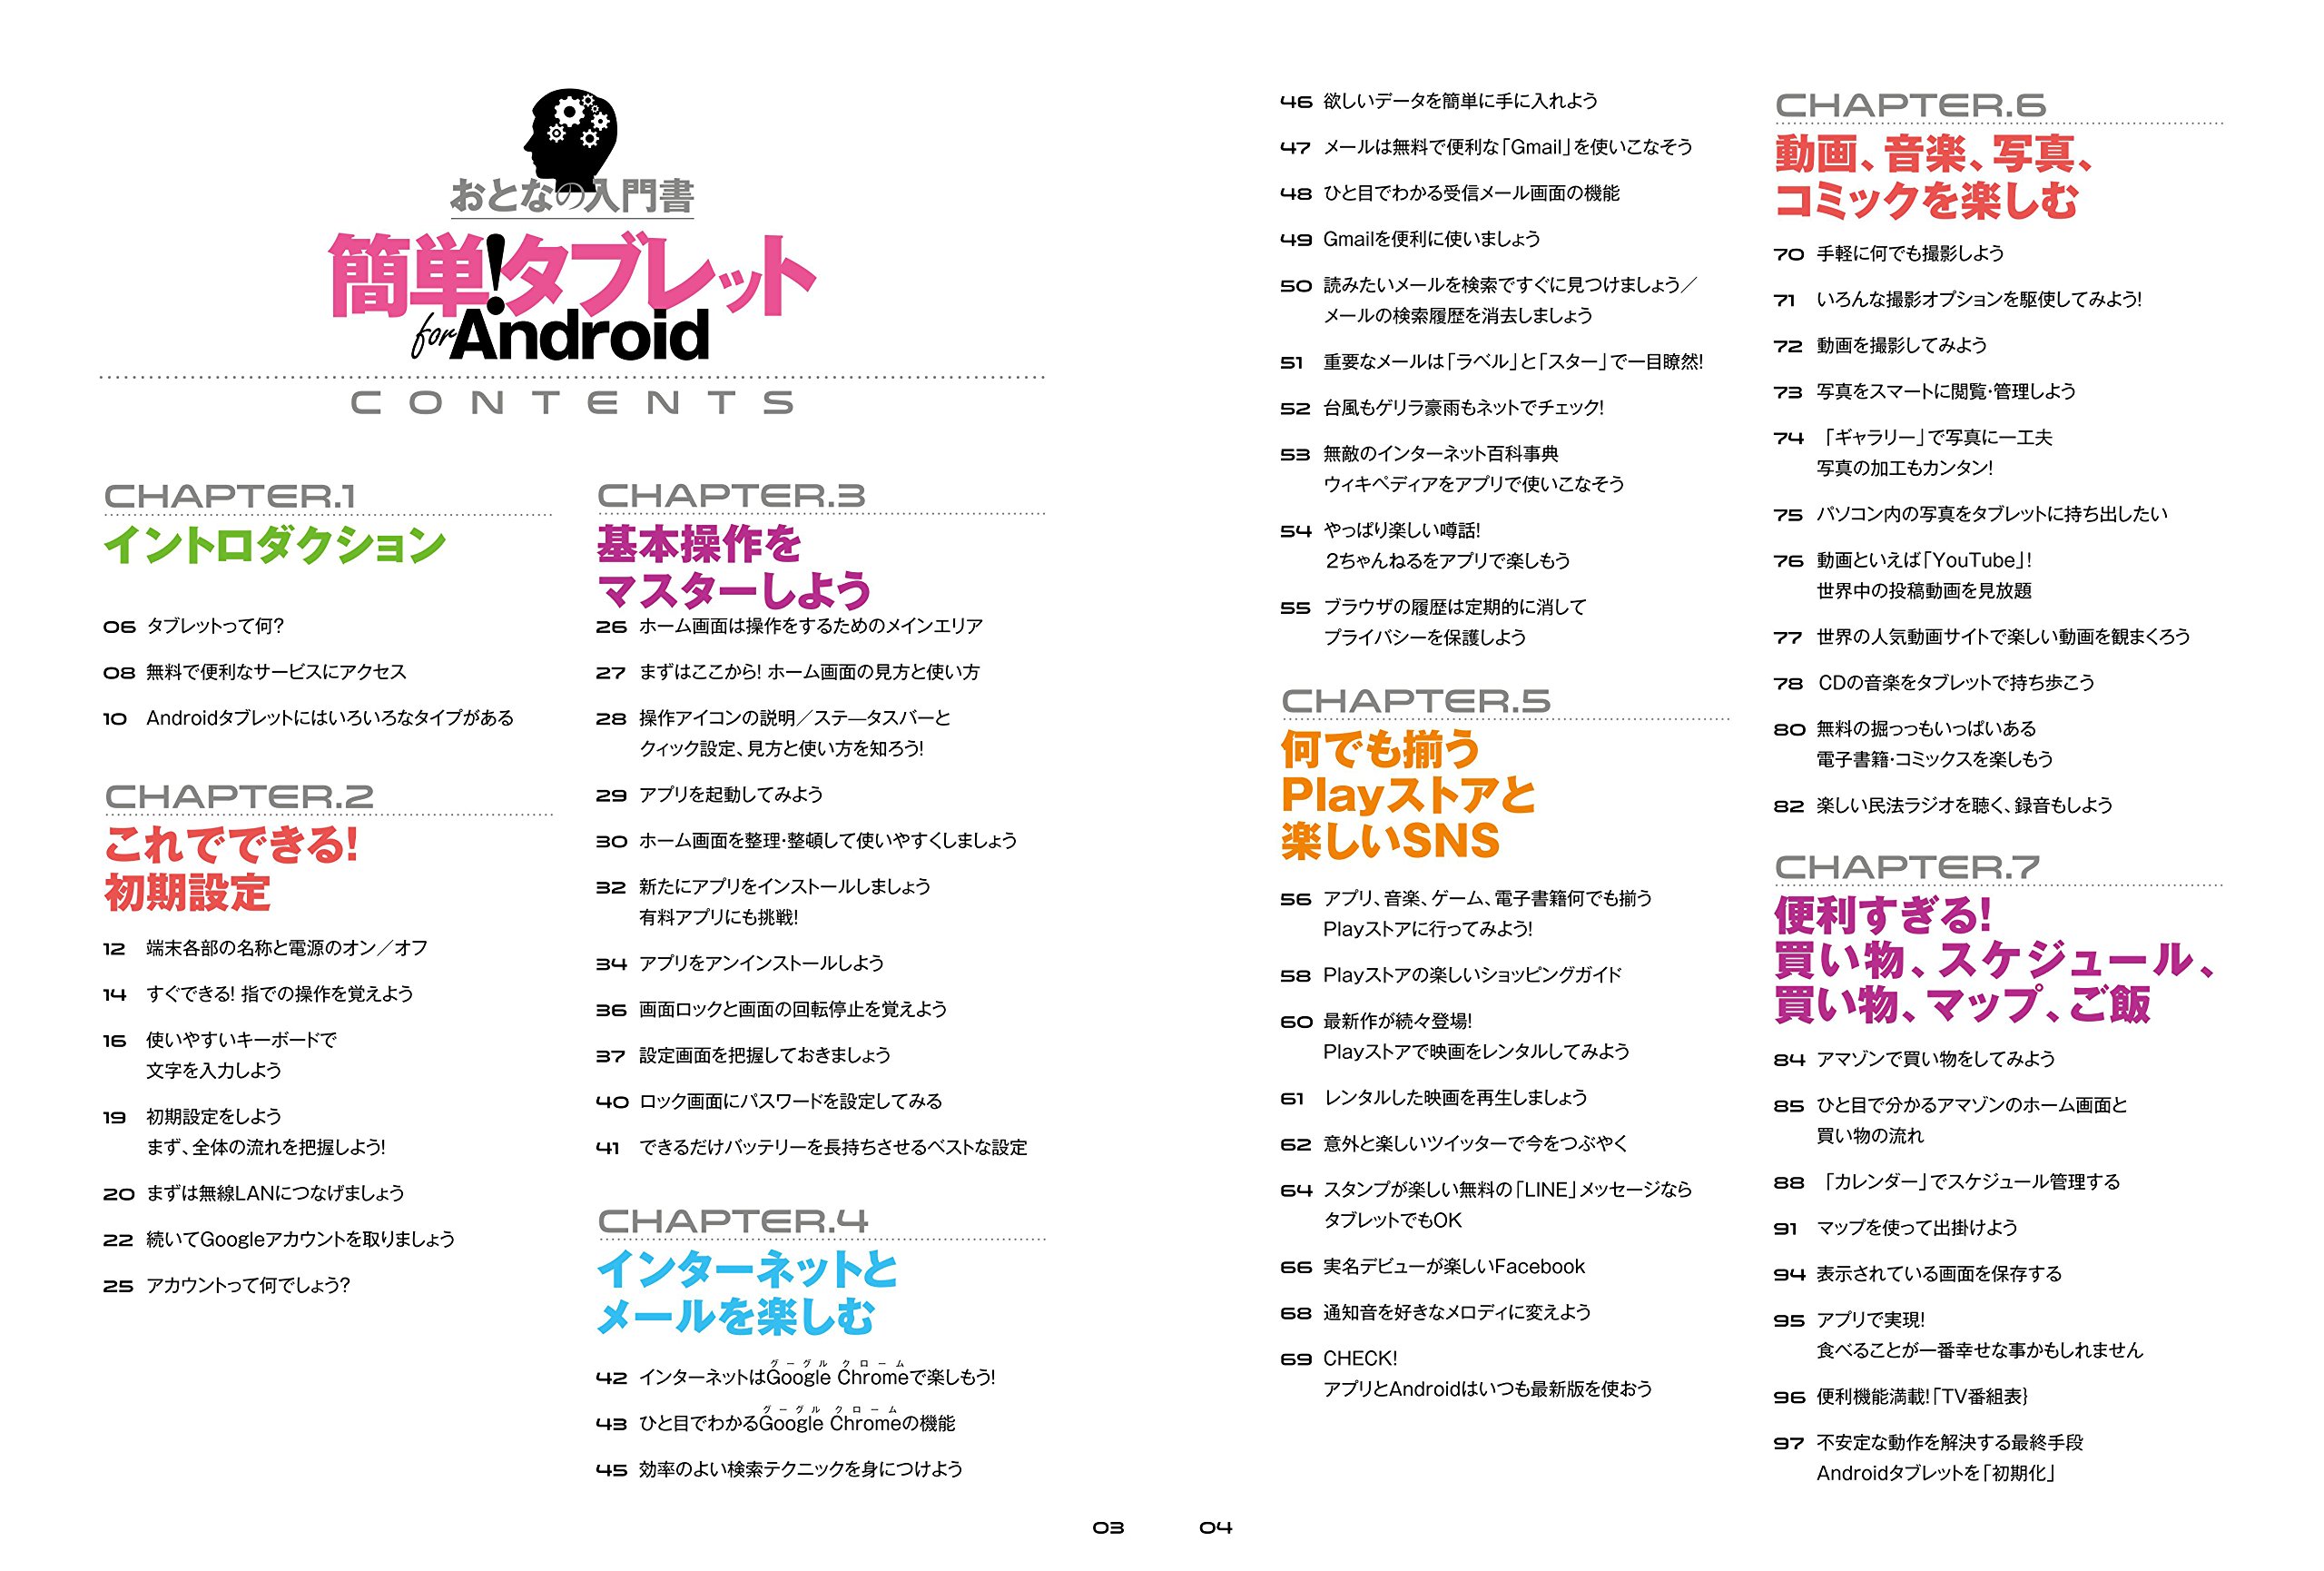 おとなの入門書
簡単!タブレット
for Android
CONTENTS
CHAPTER.1
イントロダクション
06 タブレットって何?
08 無料で便利なサービスにアクセス
10 Androidタブレットにはいろいろなタイプがある
CHAPTER.2
これでできる!
初期設定
12 端末各部の名称と電源のオン／オフ
14 すぐできる! 指での操作を覚えよう
16 使いやすいキーボードで
文字を入力しよう
19 初期設定をしよう
まず、全体の流れを把握しよう!
20 まずは無線LANにつなげましょう
22 続いてGoogleアカウントを取りましょう
25 アカウントって何でしょう?
CHAPTER.3
基本操作を
マスターしよう
26 ホーム画面は操作をするためのメインエリア
27 まずはここから! ホーム画面の見方と使い方
28 操作アイコンの説明／ステ―タスバーと
クィック設定、見方と使い方を知ろう!
29 アプリを起動してみよう
30 ホーム画面を整理・整頓して使いやすくしましょう
32 新たにアプリをインストールしましょう
有料アプリにも挑戦!
34 アプリをアンインストールしよう
36 画面ロックと画面の回転停止を覚えよう
37 設定画面を把握しておきましょう
40 ロック画面にパスワードを設定してみる
41 できるだけバッテリーを長持ちさせるベストな設定
CHAPTER.4
インターネットと
メールを楽しむ
グーグル クローム
42 インターネットはGoogle Chromeで楽しもう!
グーグル クローム
43 ひと目でわかるGoogle Chromeの機能
45 効率のよい検索テクニックを身につけよう
03
46 欲しいデータを簡単に手に入れよう
47 メールは無料で便利な「Gmail」を使いこなそう
48 ひと目でわかる受信メール画面の機能
49 Gmailを便利に使いましょう
50 読みたいメールを検索ですぐに見つけましょう／
メールの検索履歴を消去しましょう
51 重要なメールは「ラベル」と「スター」で一目瞭然!
52 台風もゲリラ豪雨もネットでチェック!
53 無敵のインターネット百科事典
ウィキペディアをアプリで使いこなそう
54 やっぱり楽しい噂話!
2ちゃんねるをアプリで楽しもう
55 ブラウザの履歴は定期的に消して
プライバシーを保護しよう
CHAPTER.5
何でも揃う
Playストアと
楽しいSNS
56 アプリ、音楽、ゲーム、電子書籍何でも揃う
Playストアに行ってみよう!
58 Playストアの楽しいショッピングガイド
60 最新作が続々登場!
Playストアで映画をレンタルしてみよう
61 レンタルした映画を再生しましょう
62 意外と楽しいツイッターで今をつぶやく
64 スタンプが楽しい無料の「LINE」メッセージなら
タブレットでもOK
66 実名デビューが楽しいFacebook
68 通知音を好きなメロディに変えよう
69 CHECK!
アプリとAndroidはいつも最新版を使おう
CHAPTER.6
動画、音楽、写真、
コミックを楽しむ
70 手軽に何でも撮影しよう
71 いろんな撮影オプションを駆使してみよう!
72 動画を撮影してみよう
73 写真をスマートに閲覧・管理しよう
74 「ギャラリー」で写真に一工夫
写真の加工もカンタン!
75 パソコン内の写真をタブレットに持ち出したい
76 動画といえば「YouTube」!
世界中の投稿動画を見放題
77 世界の人気動画サイトで楽しい動画を観まくろう
78 CDの音楽をタブレットで持ち歩こう
80 無料の掘っつもいっぱいある
電子書籍・コミックスを楽しもう
82 楽しい民法ラジオを聴く、録音もしよう
CHAPTER.7
便利すぎる!
買い物、スケジュール、
買い物、マップ、ご飯
84 アマゾンで買い物をしてみよう
85 ひと目で分かるアマゾンのホーム画面と
買い物の流れ
88 「カレンダー」でスケジュール管理する
91 マップを使って出掛けよう
94 表示されている画面を保存する
95 アプリで実現!
食べることが一番幸せな事かもしれません
96 便利機能満載!「TV番組表}
97 不安定な動作を解決する最終手段
Androidタブレットを「初期化」
04